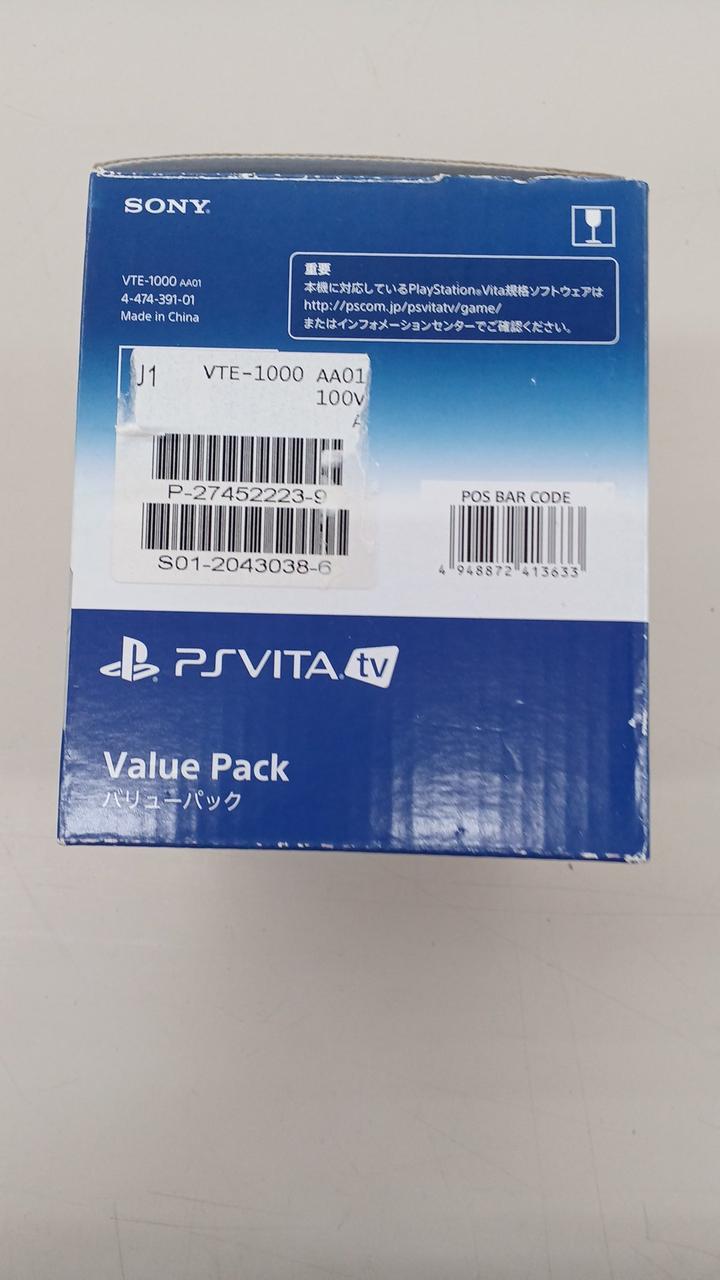 SONY®
VTE-1000 AA01
4-474-391-01
Made in China
重要
本機に対応しているPlayStation®Vita規格ソフトウェアは
http://pscom.jp/psvitatv/game/
またはインフォメーションセンターでご確認ください。
J1 VTE-1000 AA01
100V
A
P-27452223-9
S01-2043038-6
POS BAR CODE
4 948872 413633
PSVITA® tv
Value Pack
バリューパック